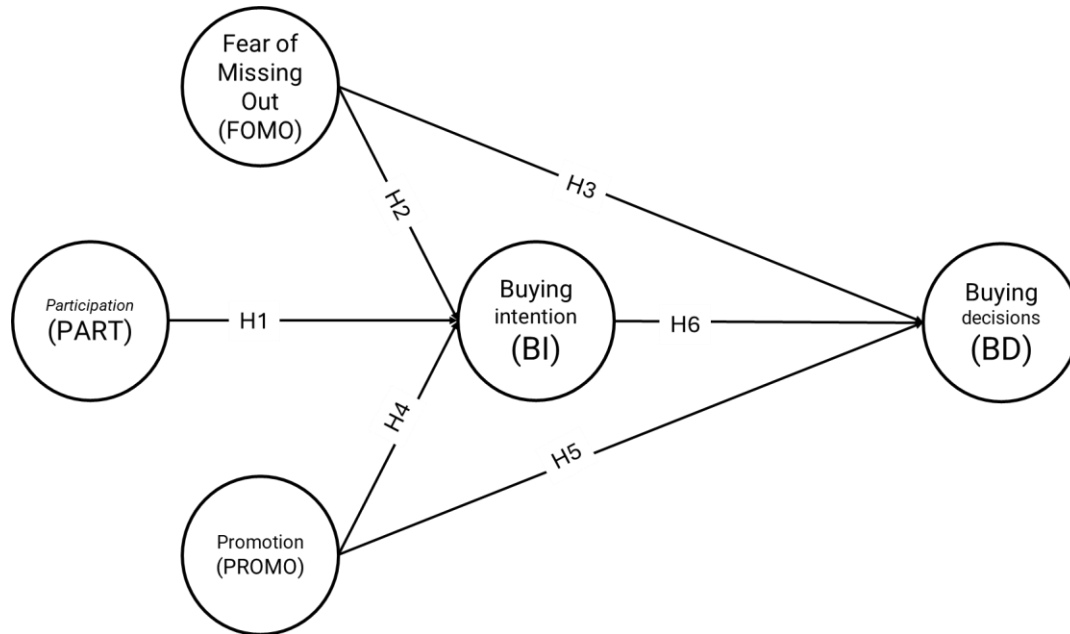 Fear of
Missing
Out
(FOMO)
H3
H2
Participation
(PART)
H1
Buying
intention
(BI)
H6
Buying
decisions
(BD)
H4
H5
Promotion
(PROMO)